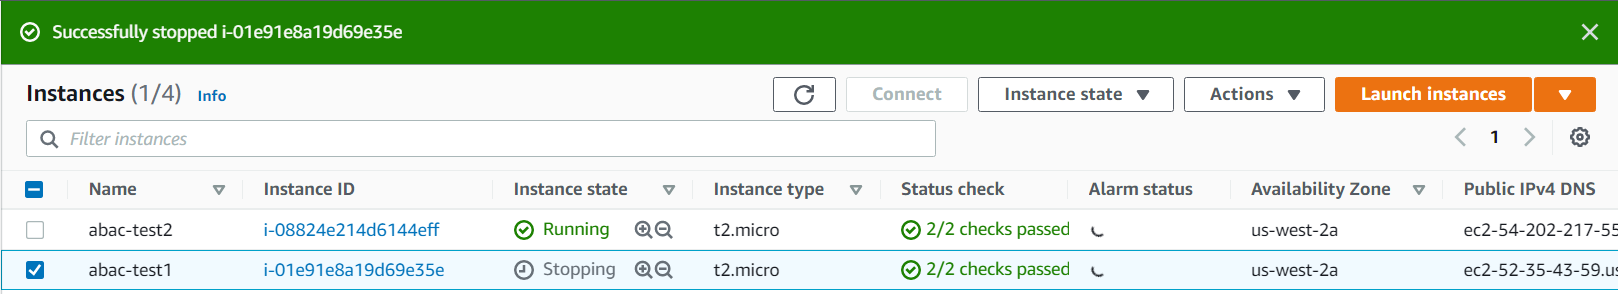 Successfully stopped i-01e91e8a19d69e35e
Instances (1/4) Info Connect Instance state Actions Launch instances
Filter instances 1
Name Instance ID Instance state Instance type Status check Alarm status Availability Zone Public IPv4 DNS
abac-test2 i-08824e214d6144eff Running t2.micro 2/2 checks passed us-west-2a ec2-54-202-217-55
abac-test1 i-01e91e8a19d69e35e Stopping t2.micro 2/2 checks passed us-west-2a ec2-52-35-43-59.us